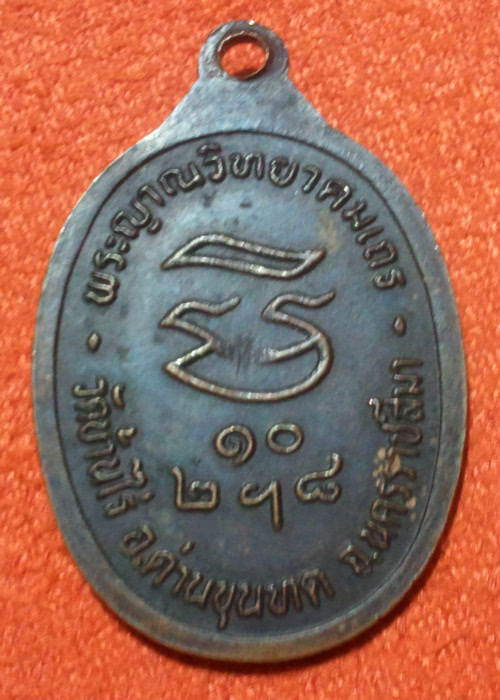 พระญาณวิทยาคมเถร
๑๐
๒๙๘
วัดบ้านไร่ อ.ด่านขุนทด จ.นครราชสีมา